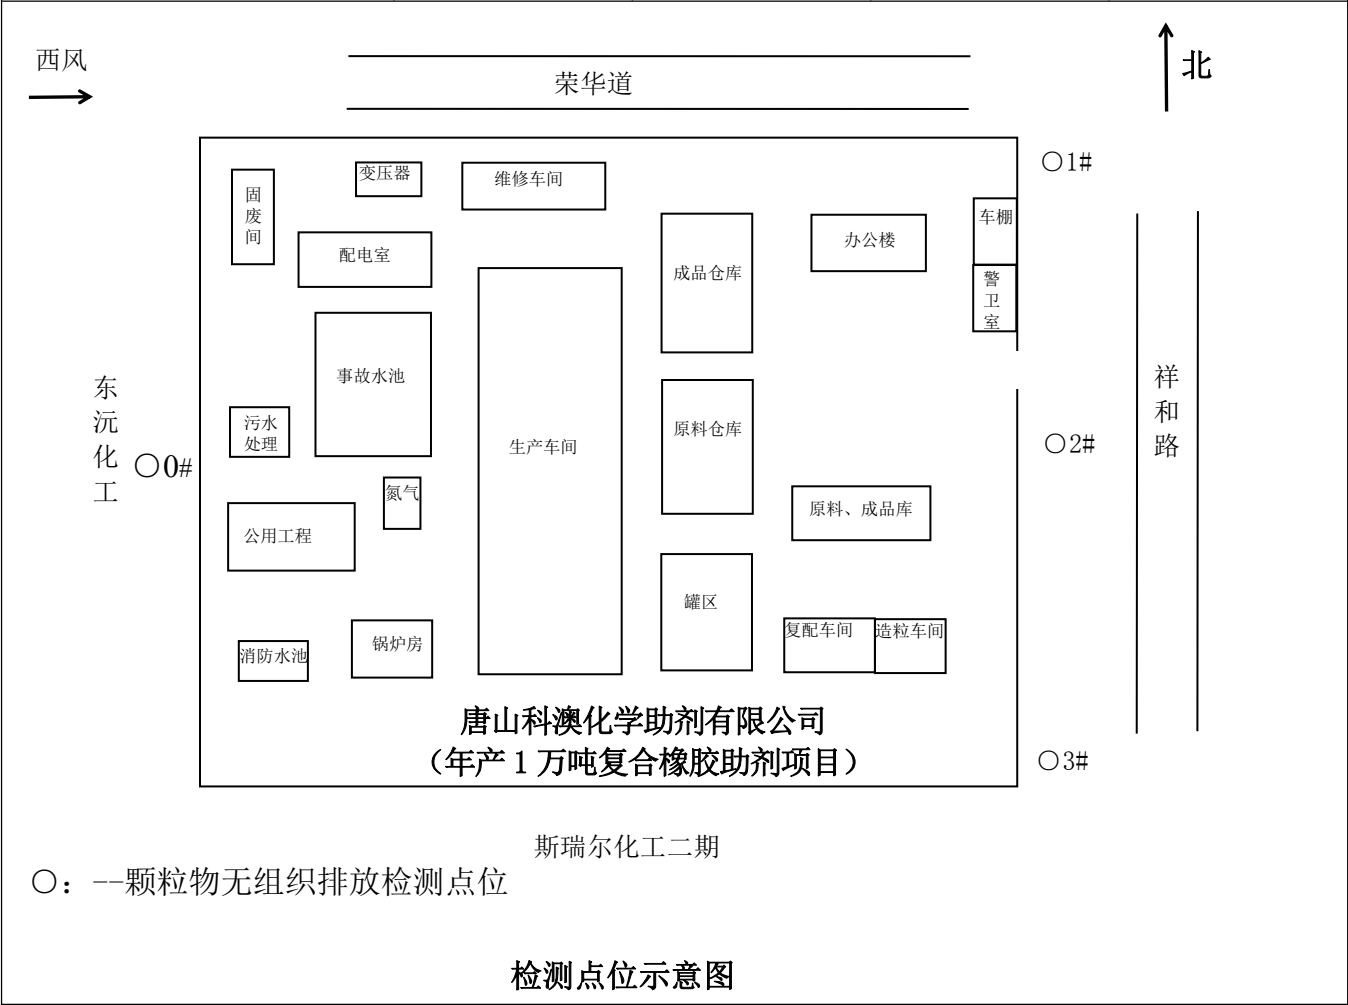 西风
北
荣华道
○1#
变压器
维修车间
固废间
车棚
办公楼
配电室
成品仓库
警卫室
事故水池
东沅化工
祥和路
污水
处理
原料仓库
生产车间
○2#
○0#
氮气
原料、成品库
公用工程
罐区
复配车间
造粒车间
锅炉房
消防水池
唐山科澳化学助剂有限公司
（年产1万吨复合橡胶助剂项目）
○3#
斯瑞尔化工二期
○：--颗粒物无组织排放检测点位
检测点位示意图